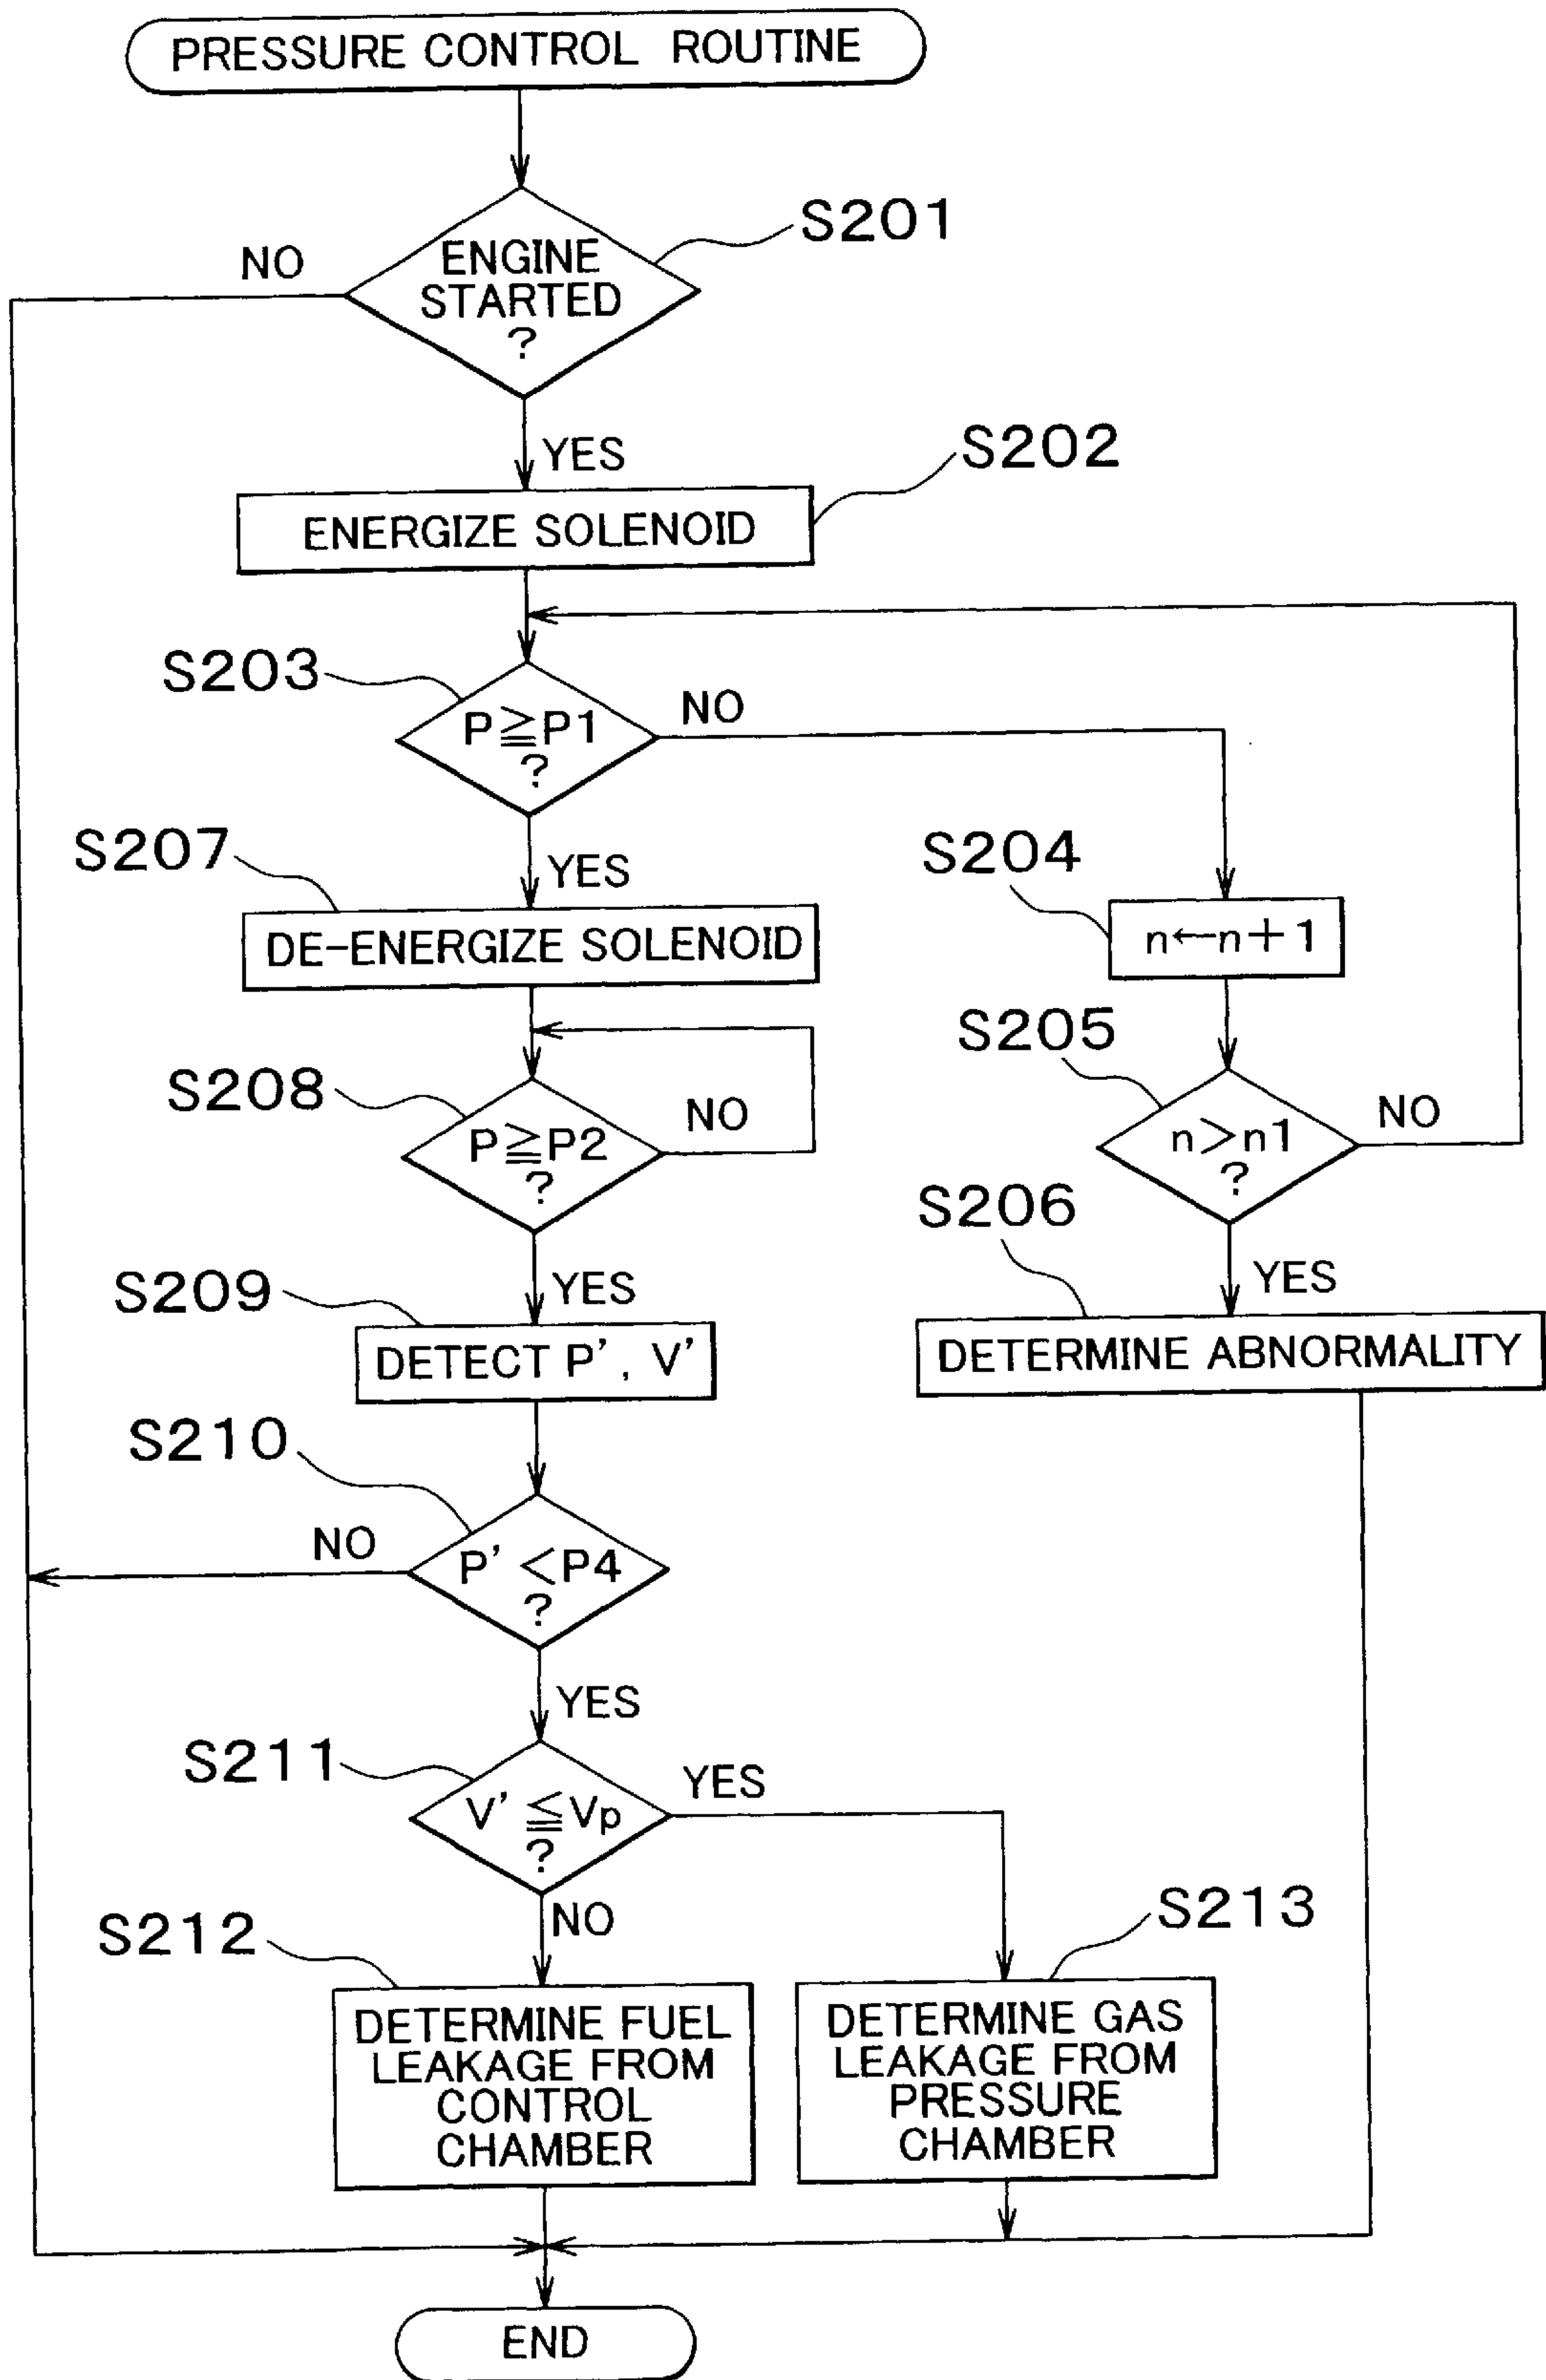 PRESSURE CONTROL ROUTINE
S201
NO
ENGINE
STARTED
?
YES
S202
ENERGIZE SOLENOID
S203
P≧P1
?
NO
S207
YES
S204
DE-ENERGIZE SOLENOID
n←n+1
S205
S208
P≧P2
?
NO
n>n1
?
NO
S206
YES
S209
YES
DETECT P', V'
DETERMINE ABNORMALITY
S210
NO
P' <P4
?
YES
S211
V' ≦Vp
?
YES
NO
S212
S213
DETERMINE FUEL
LEAKAGE FROM
CONTROL
CHAMBER
DETERMINE GAS
LEAKAGE FROM
PRESSURE
CHAMBER
END